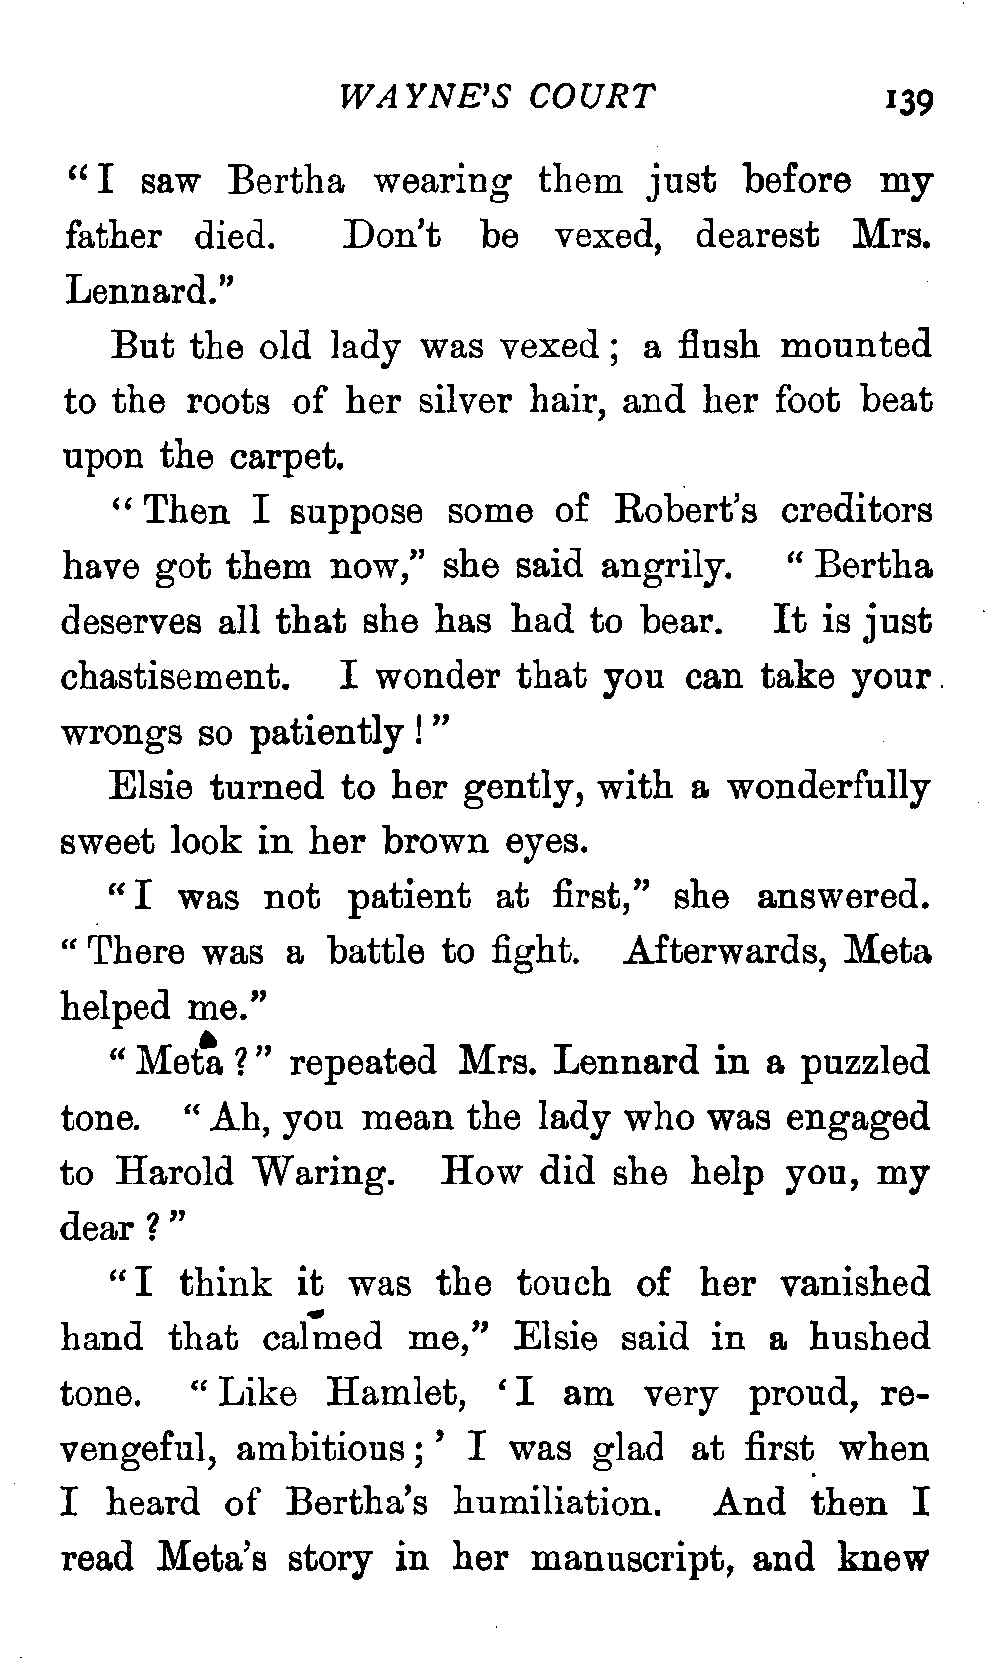 WAYNE'S COURT 139
"I saw Bertha wearing them just before my
father died. Don't be vexed, dearest Mrs.
Lennard."
But the old lady was vexed; a flush mounted
to the roots of her silver hair, and her foot beat
upon the carpet.
"Then I suppose some of Robert's creditors
have got them now," she said angrily. "Bertha
deserves all that she has had to bear. It is just
chastisement. I wonder that you can take your
wrongs so patiently!"
Elsie turned to her gently, with a wonderfully
sweet look in her brown eyes.
"I was not patient at first," she answered.
"There was a battle to fight. Afterwards, Meta
helped me."
"Meta?" repeated Mrs. Lennard in a puzzled
tone. "Ah, you mean the lady who was engaged
to Harold Waring. How did she help you, my
dear?"
"I think it was the touch of her vanished
hand that calmed me," Elsie said in a hushed
tone. "Like Hamlet, 'I am very proud, re-
vengeful, ambitious;' I was glad at first when
I heard of Bertha's humiliation. And then I
read Meta's story in her manuscript, and knew